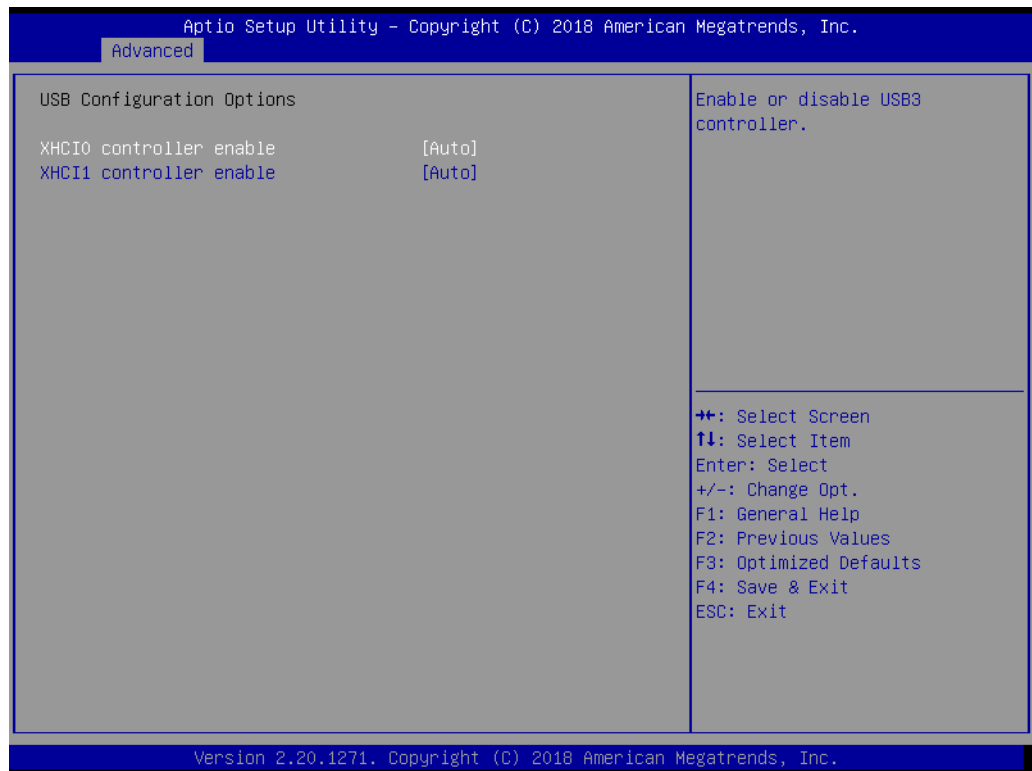 Aptio Setup Utility – Copyright (C) 2018 American Megatrends, Inc.
Advanced
USB Configuration Options
XHCI0 controller enable [Auto]
XHCI1 controller enable [Auto]
Enable or disable USB3
controller.
→←: Select Screen
↑↓: Select Item
Enter: Select
+/-: Change Opt.
F1: General Help
F2: Previous Values
F3: Optimized Defaults
F4: Save & Exit
ESC: Exit
Version 2.20.1271. Copyright (C) 2018 American Megatrends, Inc.